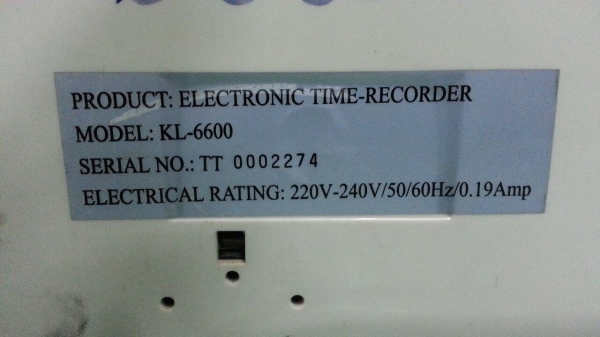 PRODUCT: ELECTRONIC TIME-RECORDER
MODEL: KL-6600
SERIAL NO.: TT 0002274
ELECTRICAL RATING: 220V-240V/50/60Hz/0.19Amp